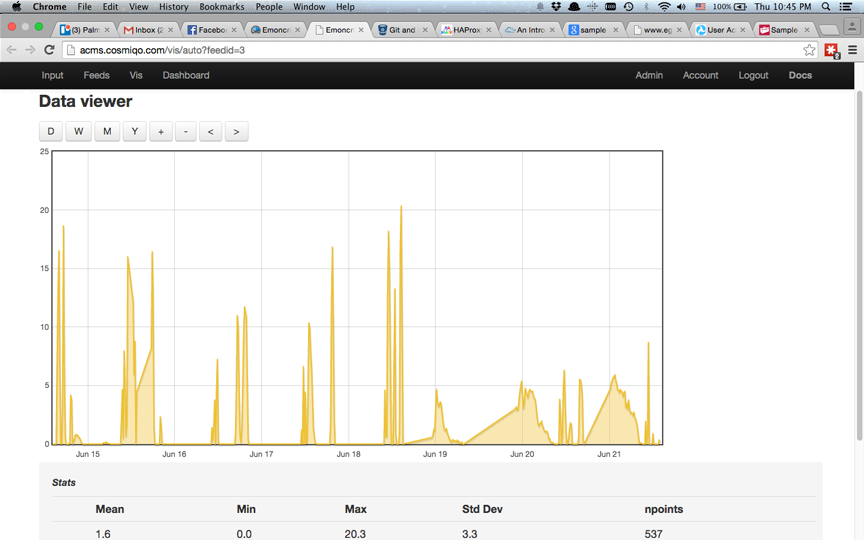 Chrome File Edit View History Bookmarks People Window Help 100% Thu 10:45 PM
(3) Palm Inbox (2 Facebo Emoncr Emoncr Git and HAProx An Intro sample www.eg User Ac Sample
acms.cosmiqo.com/vis/auto?feedid=3 2
Input Feeds Vis Dashboard Admin Account Logout Docs
Data viewer
D W M Y + - < >
25
20
15
10
5
0
Jun 15 Jun 16 Jun 17 Jun 18 Jun 19 Jun 20 Jun 21
Stats
Mean Min Max Std Dev npoints
1.6 0.0 20.3 3.3 537